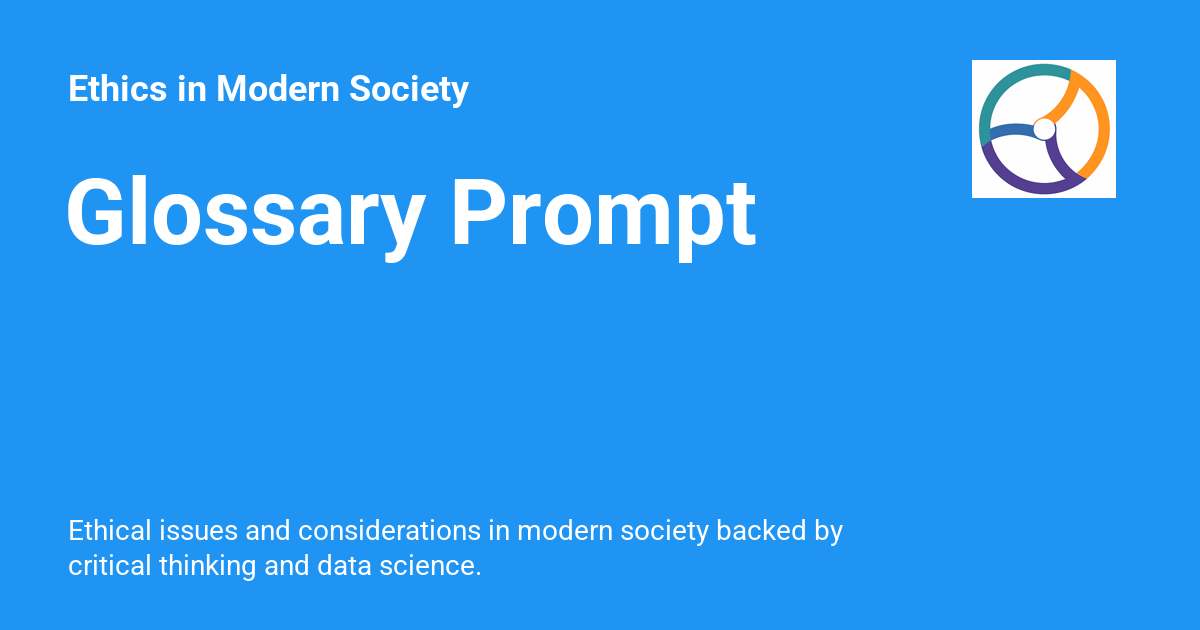 Ethics in Modern Society
Glossary Prompt
Ethical issues and considerations in modern society backed by
critical thinking and data science.